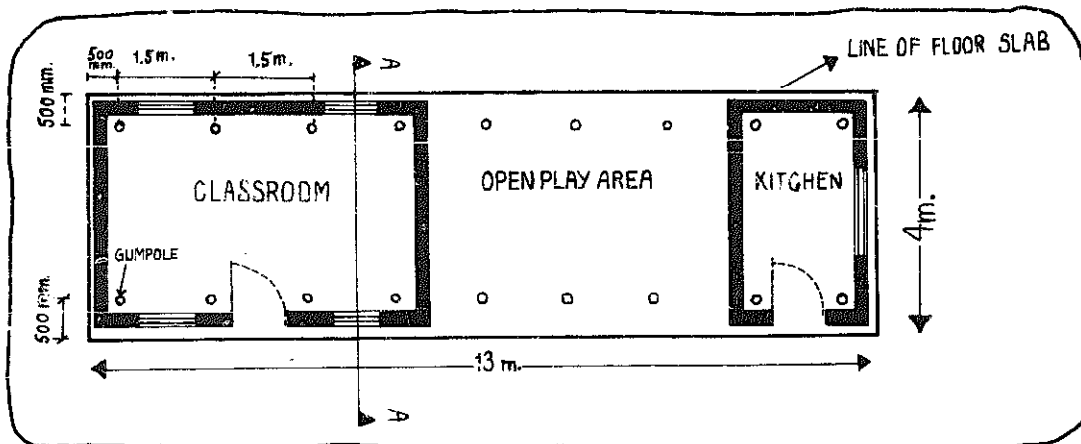 500 mm.
1.5 m.
1.5 m.
A
LINE OF FLOOR SLAB
500 mm.
CLASSROOM
OPEN PLAY AREA
KITCHEN
4 m.
GUMPOLE
500 mm.
13 m.
A